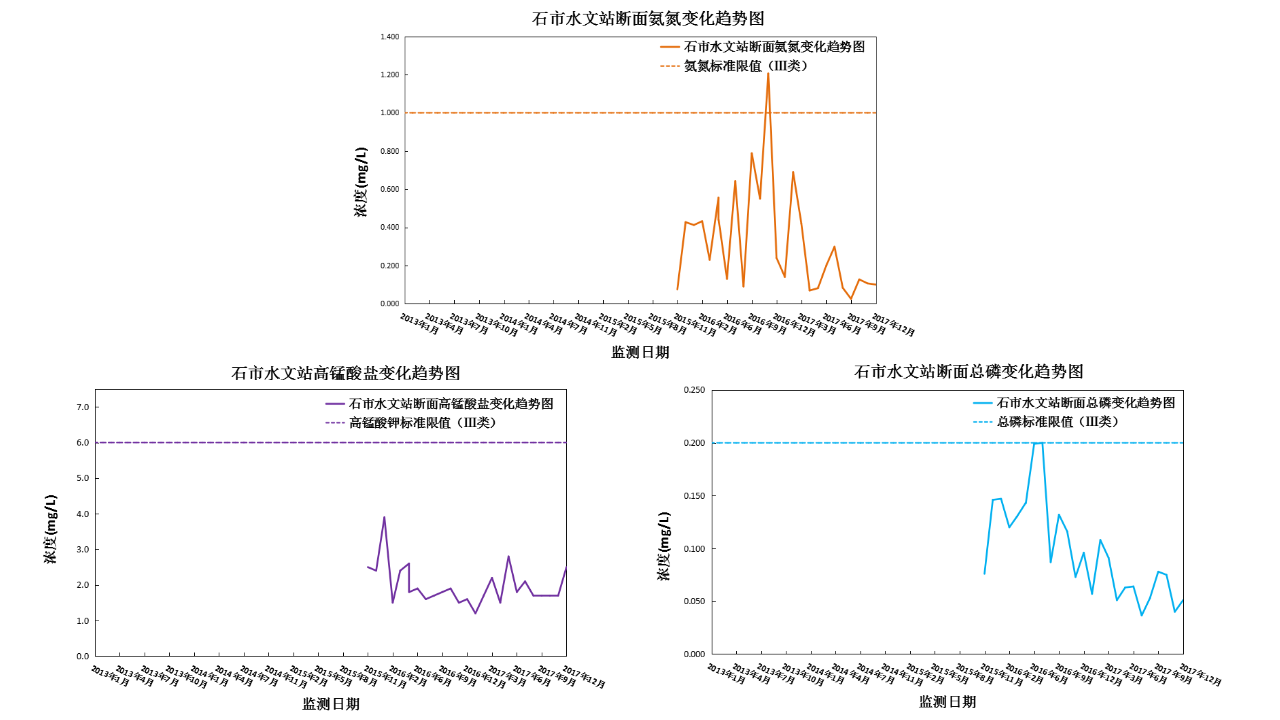 石市水文站断面氨氮变化趋势图
石市水文站断面氨氮变化趋势图
氨氮标准限值（III类）
1.400
1.200
1.000
0.800
0.600
0.400
0.200
0.000
浓度(mg/L)
2013年1月
2013年4月
2013年7月
2013年10月
2014年1月
2014年4月
2014年7月
2014年11月
2015年2月
2015年5月
2015年8月
2015年11月
2016年2月
2016年6月
2016年9月
2016年12月
2017年3月
2017年6月
2017年9月
2017年12月
监测日期
石市水文站高锰酸盐变化趋势图
石市水文站断面高锰酸盐变化趋势图
高锰酸钾标准限值（III类）
7.0
6.0
5.0
4.0
3.0
2.0
1.0
0.0
浓度(mg/L)
2013年1月
2013年4月
2013年7月
2013年10月
2014年1月
2014年4月
2014年7月
2014年11月
2015年2月
2015年5月
2015年8月
2015年11月
2016年2月
2016年6月
2016年9月
2016年12月
2017年3月
2017年6月
2017年9月
2017年12月
监测日期
石市水文站断面总磷变化趋势图
石市水文站断面总磷变化趋势图
总磷标准限值（III类）
0.250
0.200
0.150
0.100
0.050
0.000
浓度(mg/L)
2013年1月
2013年4月
2013年7月
2013年10月
2014年1月
2014年4月
2014年7月
2014年11月
2015年2月
2015年5月
2015年8月
2015年11月
2016年2月
2016年6月
2016年9月
2016年12月
2017年3月
2017年6月
2017年9月
2017年12月
监测日期